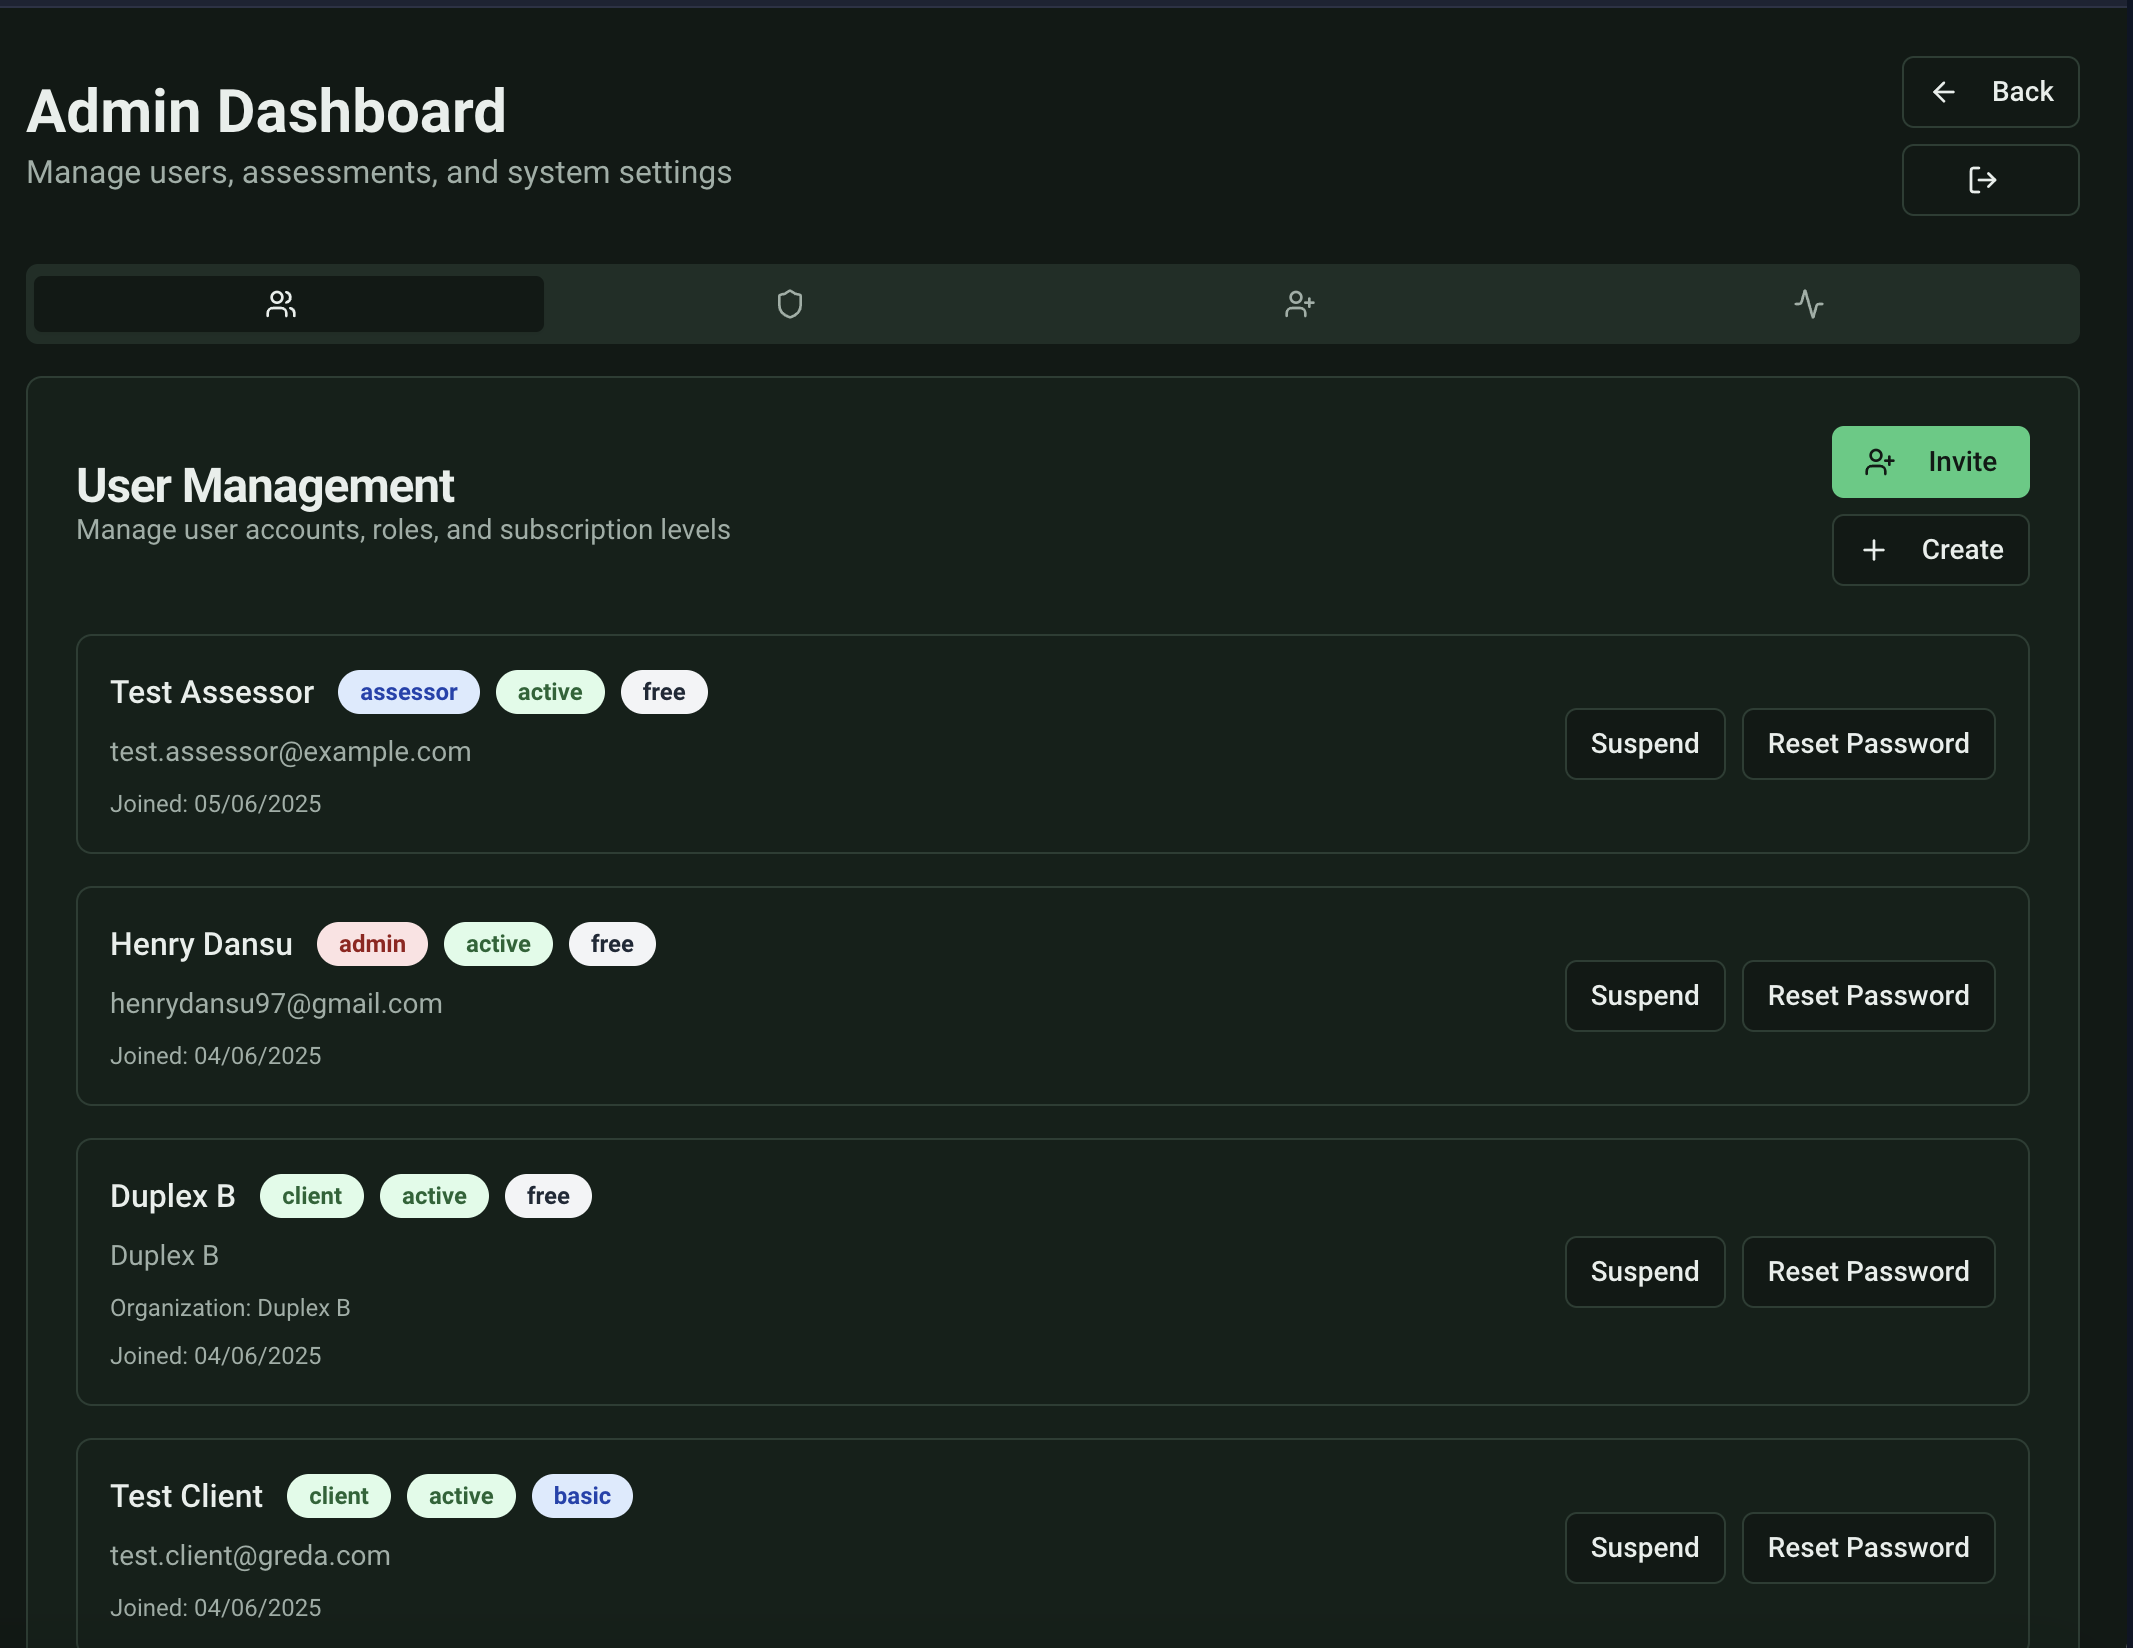 Admin Dashboard
Manage users, assessments, and system settings
Back
User Management
Manage user accounts, roles, and subscription levels
Invite
Create
Test Assessor assessor active free
test.assessor@example.com
Joined: 05/06/2025
Suspend Reset Password
Henry Dansu admin active free
henrydansu97@gmail.com
Joined: 04/06/2025
Suspend Reset Password
Duplex B client active free
Duplex B
Organization: Duplex B
Joined: 04/06/2025
Suspend Reset Password
Test Client client active basic
test.client@greda.com
Joined: 04/06/2025
Suspend Reset Password